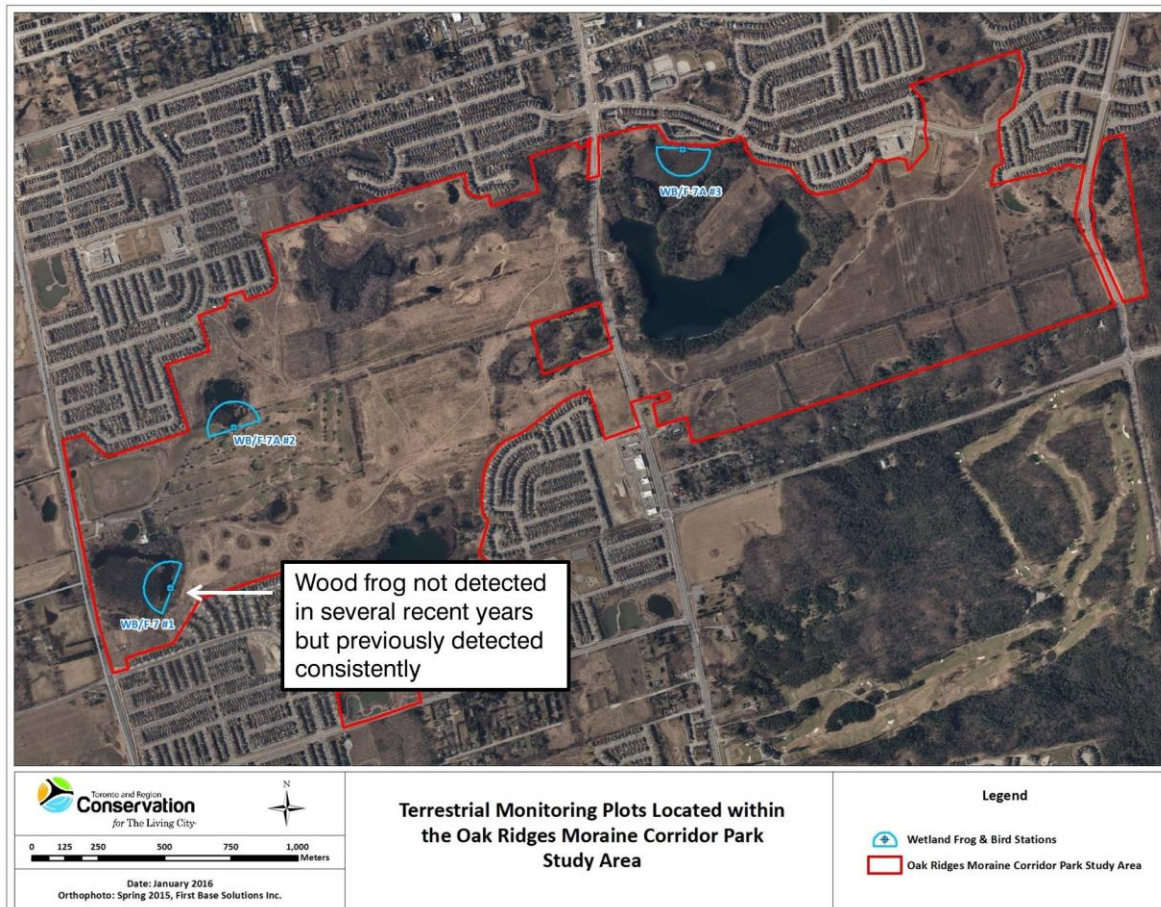 WB/F-7A #3
WB/F-7A #2
WB/F-7 #1
Wood frog not detected
in several recent years
but previously detected
consistently
Toronto and Region
Conservation
for The Living City·
N
0 125 250 500 750 1,000
Meters
Date: January 2016
Orthophoto: Spring 2015, First Base Solutions Inc.
Terrestrial Monitoring Plots Located within
the Oak Ridges Moraine Corridor Park
Study Area
Legend
Wetland Frog & Bird Stations
Oak Ridges Moraine Corridor Park Study Area